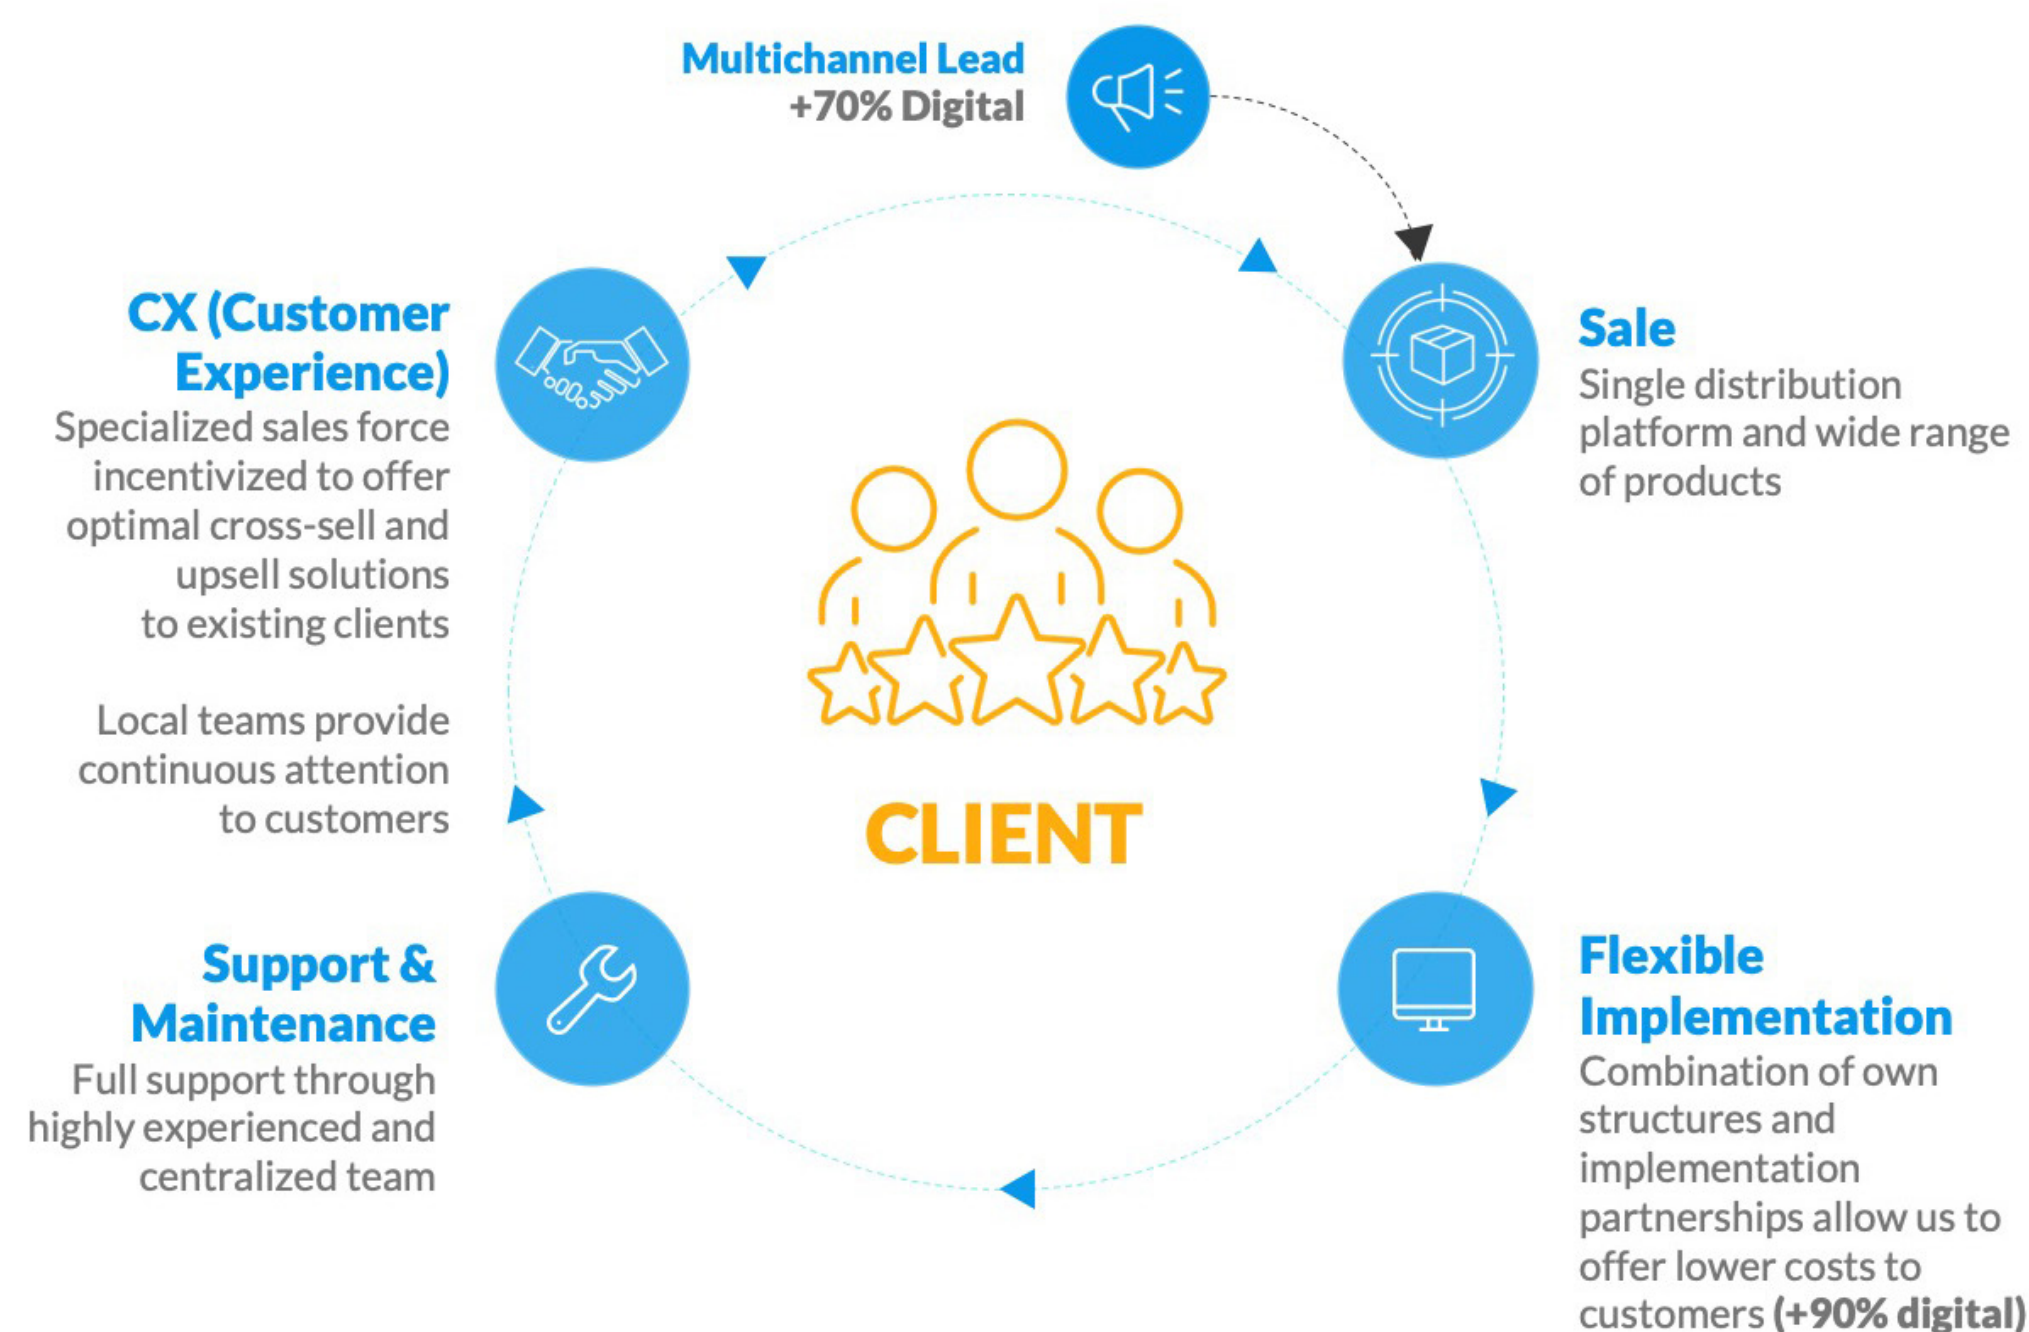 Multichannel Lead
+70% Digital
CX (Customer
Experience)
Specialized sales force
incentivized to offer
optimal cross-sell and
upsell solutions
to existing clients
Local teams provide
continuous attention
to customers
Sale
Single distribution
platform and wide range
of products
CLIENT
Support &
Maintenance
Full support through
highly experienced and
centralized team
Flexible
Implementation
Combination of own
structures and
implementation
partnerships allow us to
offer lower costs to
customers (+90% digital)